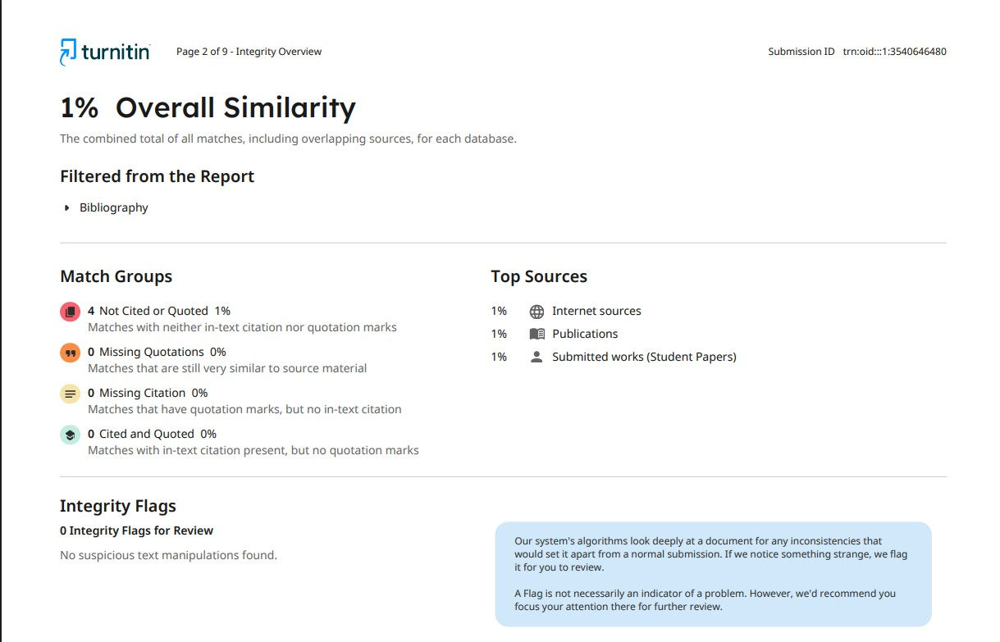 turnitin
Page 2 of 9 - Integrity Overview
Submission ID trn:oid:::1:3540646480
1% Overall Similarity
The combined total of all matches, including overlapping sources, for each database.
Filtered from the Report
Bibliography
Match Groups
4 Not Cited or Quoted 1%
Matches with neither in-text citation nor quotation marks
0 Missing Quotations 0%
Matches that are still very similar to source material
0 Missing Citation 0%
Matches that have quotation marks, but no in-text citation
0 Cited and Quoted 0%
Matches with in-text citation present, but no quotation marks
Top Sources
1% Internet sources
1% Publications
1% Submitted works (Student Papers)
Integrity Flags
0 Integrity Flags for Review
No suspicious text manipulations found.
Our system's algorithms look deeply at a document for any inconsistencies that
would set it apart from a normal submission. If we notice something strange, we flag
it for you to review.
A Flag is not necessarily an indicator of a problem. However, we'd recommend you
focus your attention there for further review.